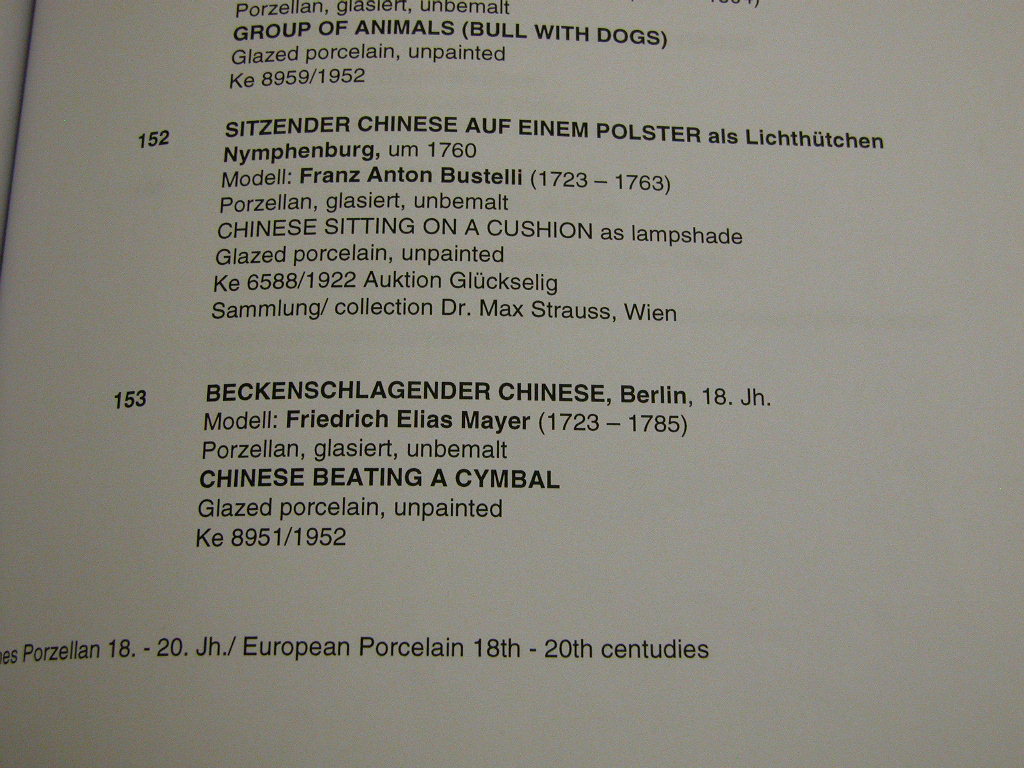 Porzellan, glasiert, unbemalt
GROUP OF ANIMALS (BULL WITH DOGS)
Glazed porcelain, unpainted
Ke 8959/1952
152 SITZENDER CHINESE AUF EINEM POLSTER als Lichthütchen
Nymphenburg, um 1760
Modell: Franz Anton Bustelli (1723 – 1763)
Porzellan, glasiert, unbemalt
CHINESE SITTING ON A CUSHION as lampshade
Glazed porcelain, unpainted
Ke 6588/1922 Auktion Glückselig
Sammlung/ collection Dr. Max Strauss, Wien
153 BECKENSCHLAGENDER CHINESE, Berlin, 18. Jh.
Modell: Friedrich Elias Mayer (1723 – 1785)
Porzellan, glasiert, unbemalt
CHINESE BEATING A CYMBAL
Glazed porcelain, unpainted
Ke 8951/1952
Porzellan 18. - 20. Jh./ European Porcelain 18th - 20th centudies